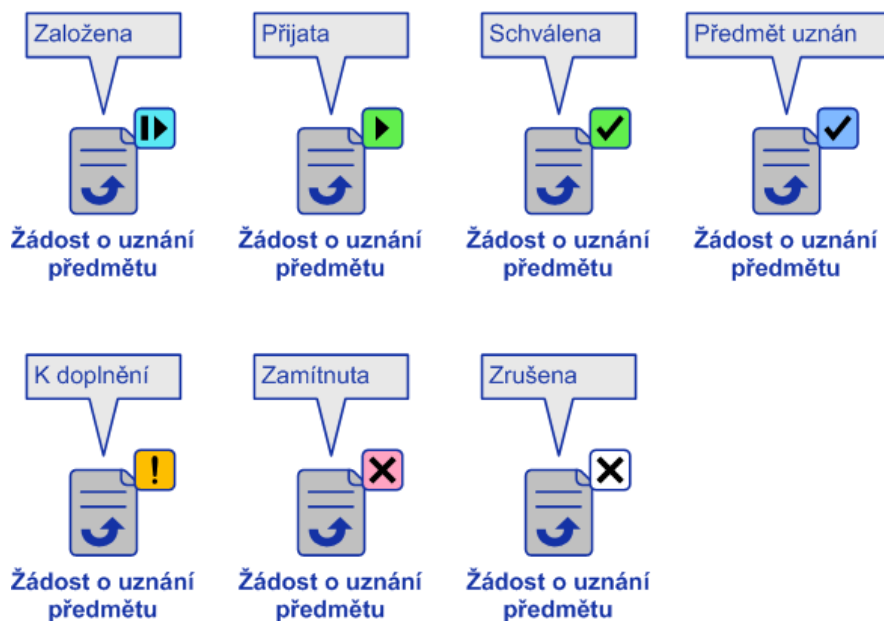 Založena
Přijata
Schválena
Předmět uznán
Žádost o uznání
předmětu
Žádost o uznání
předmětu
Žádost o uznání
předmětu
Žádost o uznání
předmětu
K doplnění
Zamítnuta
Zrušena
Žádost o uznání
předmětu
Žádost o uznání
předmětu
Žádost o uznání
předmětu